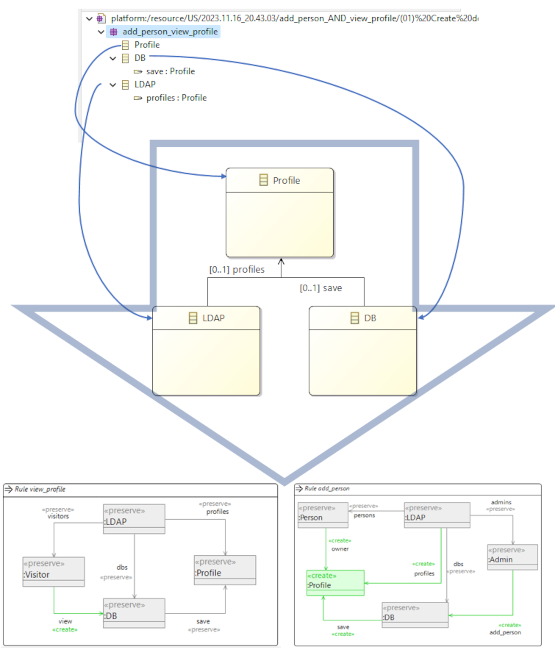 platform:/resource/US/2023.11.16_20.43.03/add_person_AND_view_profile/(01)%20Create%20d
add_person_view_profile
Profile
DB
save : Profile
LDAP
profiles : Profile
Profile
[0..1] profiles
[0..1] save
LDAP
DB
Rule view_profile
«preserve»
visitors
«preserve»
:LDAP
«preserve»
profiles
«preserve»
:Visitor
dbs
«preserve»
«preserve»
:Profile
view
«create»
«preserve»
:DB
save
«preserve»
Rule add_person
«preserve»
:Person
«preserve»
persons
«preserve»
:LDAP
admins
«preserve»
owner
«create»
«create»
profiles
dbs
«preserve»
«preserve»
:Admin
«create»
:Profile
save
«create»
«preserve»
:DB
«create»
add_person